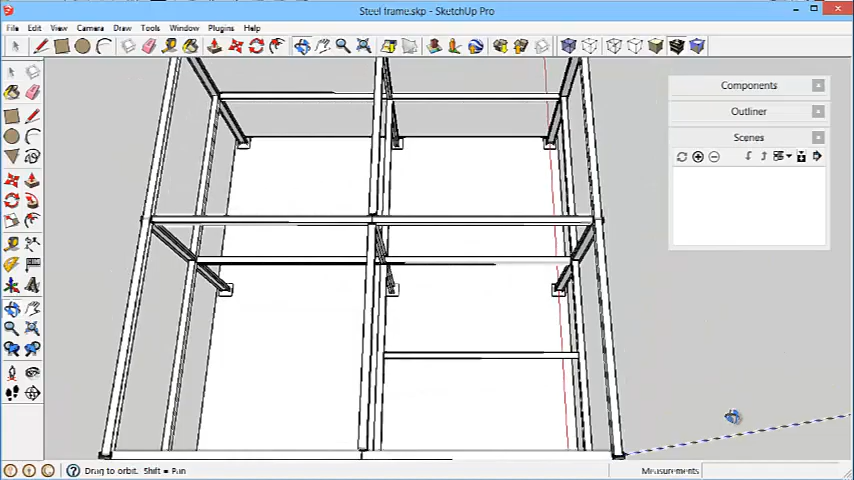 Steel frame.skp - SketchUp Pro
File Edit View Camera Draw Tools Window Plugins Help
Components
Outliner
Scenes
Drag to orbit. Shift = Pan
Measurements